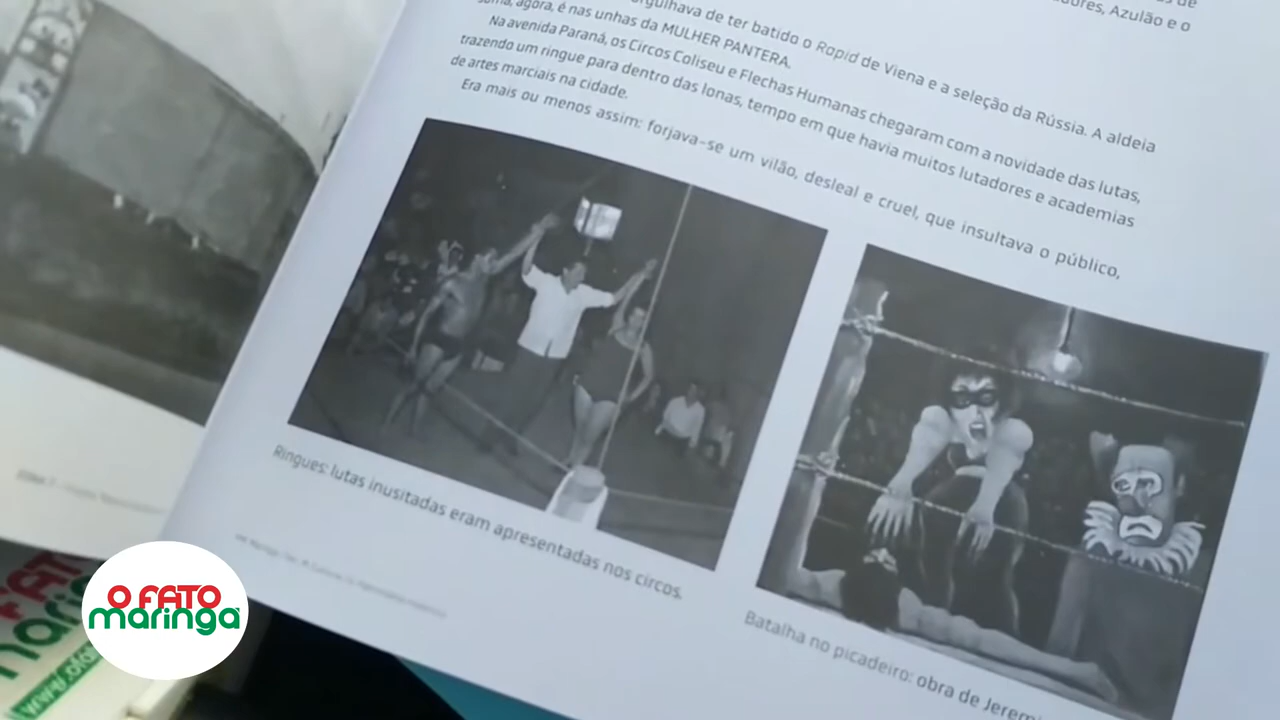 dores, Azulão e o
orgulhava de ter batido o Rapid de Viena e a seleção da Rússia. A aldeia
agora, é nas unhas da MULHER PANTERA.
Na avenida Paraná, os Circos Coliseu e Flechas Humanas chegaram com a novidade das lutas,
trazendo um ringue para dentro das lonas, tempo em que havia muitos lutadores e academias
de artes marciais na cidade.
Era mais ou menos assim: forjava-se um vilão, desleal e cruel, que insultava o público,
Ringues: lutas inusitadas eram apresentadas nos circos.
Batalha no picadeiro: obra de Jeremi
O FATO
maringa
FAT